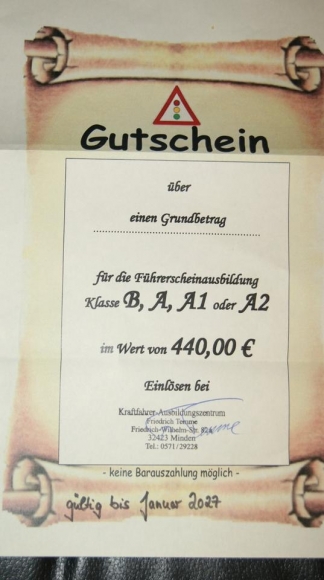 Gutschein
über
einen Grundbetrag
für die Führerscheinausbildung
Klasse B, A, A1 oder A2
im Wert von 440,00 €
Einlösen bei
Kraftfahrer-Ausbildungszentrum
Friedrich Temme
Friedrich-Wilhelm-Str.
32423 Minden
Tel.: 0571/29228
- keine Barauszahlung möglich -
gültig bis Januar 2027